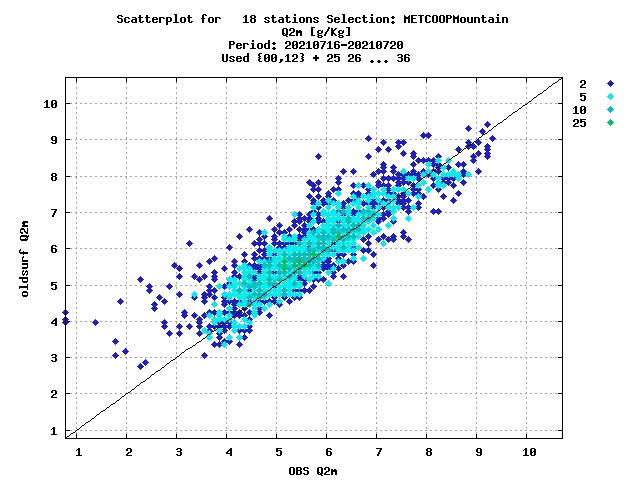 Scatterplot for   18 stations Selection: METCOOPMountain
Q2m [g/Kg]
Period: 20210716-20210720
Used {00,12} + 25 26 ... 36
2
5
10
25
10
9
8
7
6
5
4
3
2
1
oldsurf Q2m
1 2 3 4 5 6 7 8 9 10
OBS Q2m